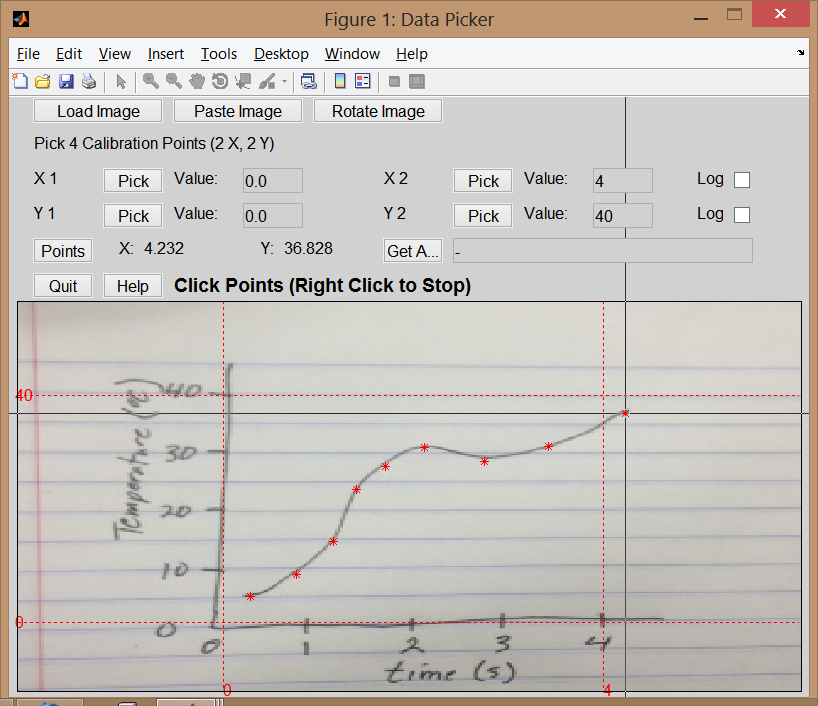 Figure 1: Data Picker
File Edit View Insert Tools Desktop Window Help
Load Image Paste Image Rotate Image
Pick 4 Calibration Points (2 X, 2 Y)
X 1 Pick Value: 0.0 X 2 Pick Value: 4 Log
Y 1 Pick Value: 0.0 Y 2 Pick Value: 40 Log
Points X: 4.232 Y: 36.828 Get A... -
Quit Help Click Points (Right Click to Stop)
40
40
30
Temperature (°C)
20
10
0
0
0 1 2 3 4
time (s)
0 4